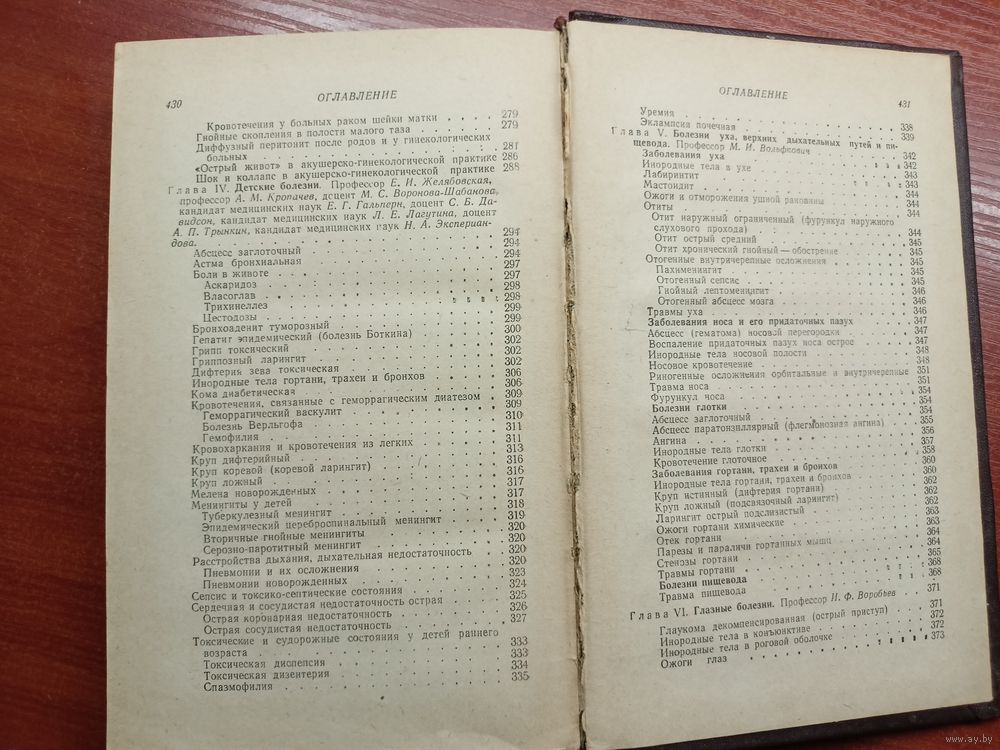 430
ОГЛАВЛЕНИЕ
Кровотечения у больных раком шейки матки . . 279
Гнойные скопления в полости малого таза . . . 279
Диффузный перитонит после родов и у гинекологических
больных . . . 281
«Острый живот» в акушерско-гинекологической практике 286
Шок и коллапс в акушерско-гинекологической практике 288
Глава IV. Детские болезни. Профессор Е. И. Желябовская,
профессор А. М. Кропачев, доцент М. С. Воронова-Шабанова,
кандидат медицинских наук Е. Г. Гальперн, доцент С. Б. Да-
видсон, кандидат медицинских наук Л. Е. Лагутина, доцент
А. П. Трынкин, кандидат медицинских наук Н. А. Экспериан-
дова. . . . 294
Абсцесс заглоточный . . . 294
Астма бронхиальная . . . 294
Боли в животе . . . 297
Аскаридоз . . . 297
Власоглав . . . 298
Трихинеллез . . . 298
Цестодозы . . . 299
Бронхоаденит туморозный . . . 299
Гепатит эпидемический (болезнь Боткина) . . . 300
Грипп токсический . . . 302
Гриппозный ларингит . . . 302
Дифтерия зева токсическая . . . 302
Инородные тела гортани, трахеи и бронхов . . . 306
Кома диабетическая . . . 306
Кровотечения, связанные с геморрагическим диатезом . 309
Геморрагический васкулит . . . 309
Болезнь Верльгофа . . . 310
Гемофилия . . . 311
Кровохаркания и кровотечения из легких . . . 311
Круп дифтерийный . . . 313
Круп коревой (коревой ларингит) . . . 316
Круп ложный . . . 316
Мелена новорожденных . . . 317
Менингиты у детей . . . 317
Туберкулезный менингит . . . 318
Эпидемический цереброспинальный менингит . . . 319
Вторичные гнойные менингиты . . . 320
Серозно-паротитный менингит . . . 320
Расстройства дыхания, дыхательная недостаточность . . 320
Пневмонии и их осложнения . . . 320
Пневмонии новорожденных . . . 323
Сепсис и токсико-септические состояния . . . 324
Сердечная и сосудистая недостаточность острая . . . 325
Острая коронарная недостаточность . . . 326
Острая сосудистая недостаточность . . . 327
Токсические и судорожные состояния у детей раннего
возраста . . . 333
Токсическая диспепсия . . . 333
Токсическая дизентерия . . . 334
Спазмофилия . . . 335
ОГЛАВЛЕНИЕ
431
Уремия . . . 338
Эклампсия почечная . . . 339
Глава V. Болезни уха, верхних дыхательных путей и пи-
щевода. Профессор М. И. Вольфкович
Заболевания уха . . . 342
Инородные тела в ухе . . . 342
Лабиринтит . . . 343
Мастоидит . . . 343
Ожоги и отморожения ушной раковины . . . 344
Отиты . . . 344
Отит наружный ограниченный (фурункул наружного
слухового прохода) . . . 344
Отит острый средний . . . 345
Отит хронический гнойный — обострение . . . 345
Отогенные внутричерепные осложнения . . . 345
Пахименингит . . . 345
Отогенный сепсис . . . 345
Гнойный лептоменингит . . . 346
Отогенный абсцесс мозга . . . 346
Травмы уха . . . 346
Заболевания носа и его придаточных пазух . . . 347
Абсцесс (гематома) носовой перегородки . . . 347
Воспаление придаточных пазух носа острое . . . 347
Инородные тела носовой полости . . . 348
Носовое кровотечение . . . 348
Риногенные осложнения орбитальные и внутричерепные 351
Травма носа . . . 351
Фурункул носа . . . 354
Болезни глотки . . . 354
Абсцесс заглоточный . . . 354
Абсцесс паратонзиллярный (флегмонозная ангина) . . 355
Ангина . . . 356
Инородные тела глотки . . . 357
Кровотечение глоточное . . . 358
Заболевания гортани, трахеи и бронхов . . . 360
Инородные тела гортани, трахеи и бронхов . . . 360
Круп истинный (дифтерия гортани) . . . 362
Круп ложный (подсвязочный ларингит) . . . 362
Ларингит острый подслизистый . . . 362
Ожоги гортани химические . . . 363
Отек гортани . . . 363
Парезы и параличи гортанных мышц . . . 364
Стенозы гортани . . . 364
Травмы гортани . . . 365
Болезни пищевода . . . 368
Травма пищевода . . . 368
Глава VI. Глазные болезни. Профессор И. Ф. Воробьев . 371
Глаукома декомпенсированная (острый приступ) . . . 371
Инородные тела в конъюнктиве . . . 372
Инородные тела в роговой оболочке . . . 372
Ожоги глаз . . . 373
www.ay.by